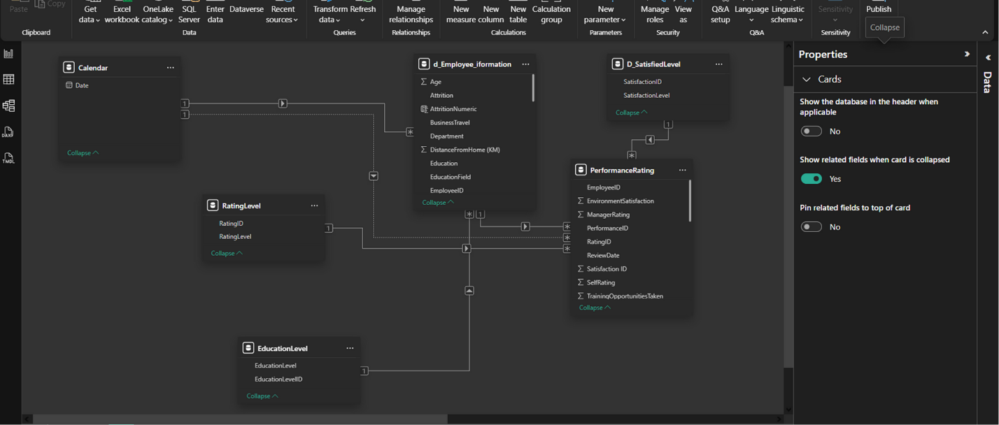 Paste
Copy
Clipboard
Get
data
Excel
workbook
OneLake
catalog
SQL
Server
Enter
data
Dataverse
Recent
sources
Data
Transform
data
Refresh
Queries
Manage
relationships
Relationships
New
measure
New
column
New
table
Calculation
group
Calculations
New
parameter
Parameters
Manage
roles
View
as
Security
Q&A
setup
Language
Linguistic
schema
Q&A
Sensitivity
Sensitivity
Publish
Collapse
DAX
TMDL
Calendar
Date
Collapse
1
1
d_Employee_iformation
Age
Attrition
AttritionNumeric
BusinessTravel
Department
DistanceFromHome (KM)
Education
EducationField
EmployeeID
Collapse
*
*
1
D_SatisfiedLevel
SatisfactionID
SatisfactionLevel
Collapse
1
*
RatingLevel
RatingID
RatingLevel
Collapse
1
PerformanceRating
EmployeeID
EnvironmentSatisfaction
ManagerRating
PerformanceID
RatingID
ReviewDate
Satisfaction ID
SelfRating
TrainingOpportunitiesTaken
Collapse
*
*
*
EducationLevel
EducationLevel
EducationLevelID
Collapse
1
Properties
Cards
Show the database in the header when
applicable
No
Show related fields when card is collapsed
Yes
Pin related fields to top of card
No
Data